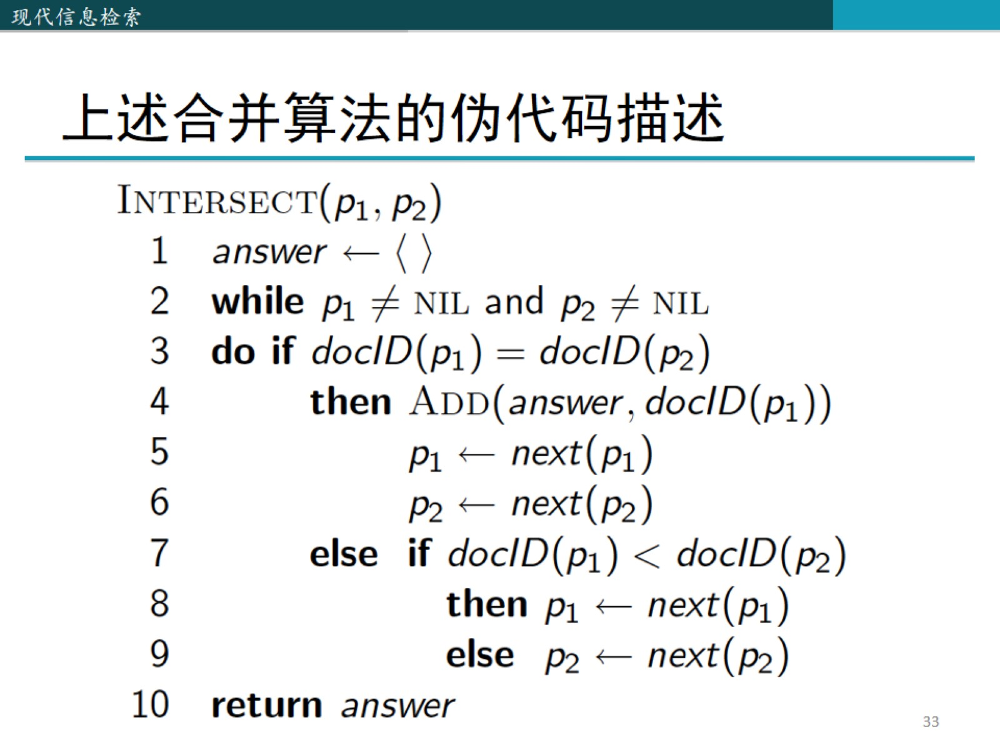 现代信息检索
上述合并算法的伪代码描述
INTERSECT(p₁, p₂)
1 answer ← ⟨ ⟩
2 while p₁ ≠ NIL and p₂ ≠ NIL
3 do if docID(p₁) = docID(p₂)
4 then ADD(answer, docID(p₁))
5 p₁ ← next(p₁)
6 p₂ ← next(p₂)
7 else if docID(p₁) < docID(p₂)
8 then p₁ ← next(p₁)
9 else p₂ ← next(p₂)
10 return answer
33